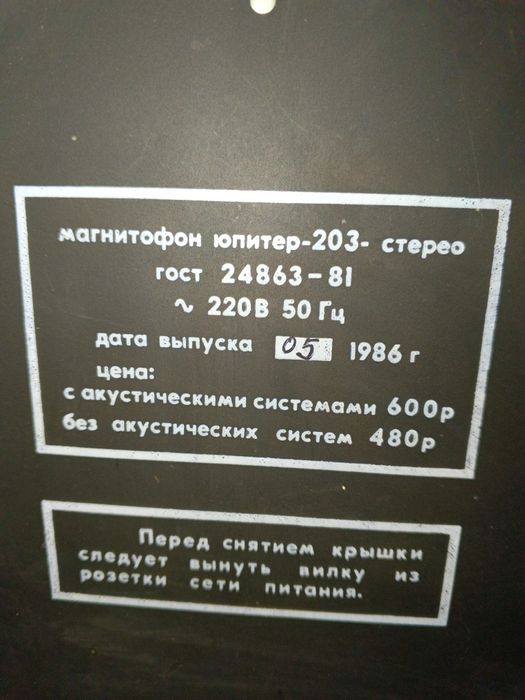 магнитофон юпитер-203- стерео
гост 24863-81
~ 220В 50 Гц
дата выпуска 05 1986 г
цена:
с акустическими системами 600р
без акустических систем 480р
Перед снятием крышки
следует вынуть вилку из
розетки сети питания.